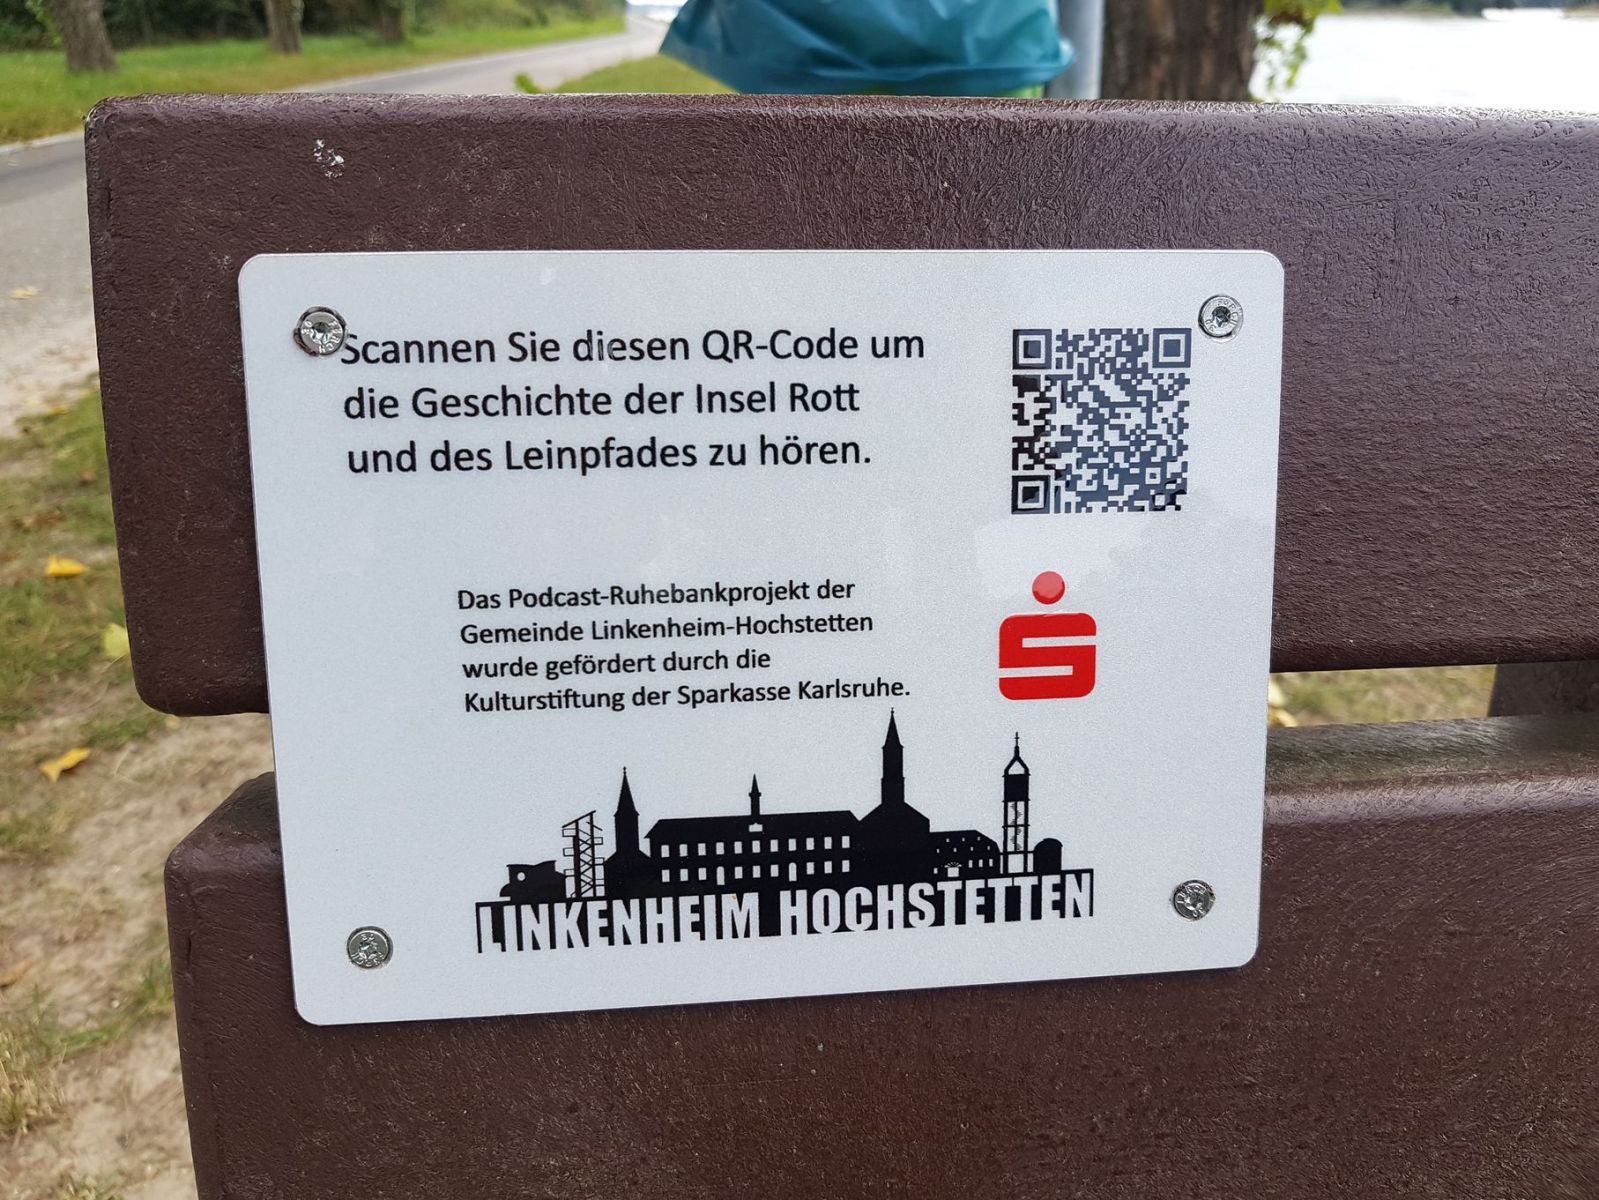 Scannen Sie diesen QR-Code um
die Geschichte der Insel Rott
und des Leinpfades zu hören.
Das Podcast-Ruhebankprojekt der
Gemeinde Linkenheim-Hochstetten
wurde gefördert durch die
Kulturstiftung der Sparkasse Karlsruhe.
LINKENHEIM HOCHSTETTEN